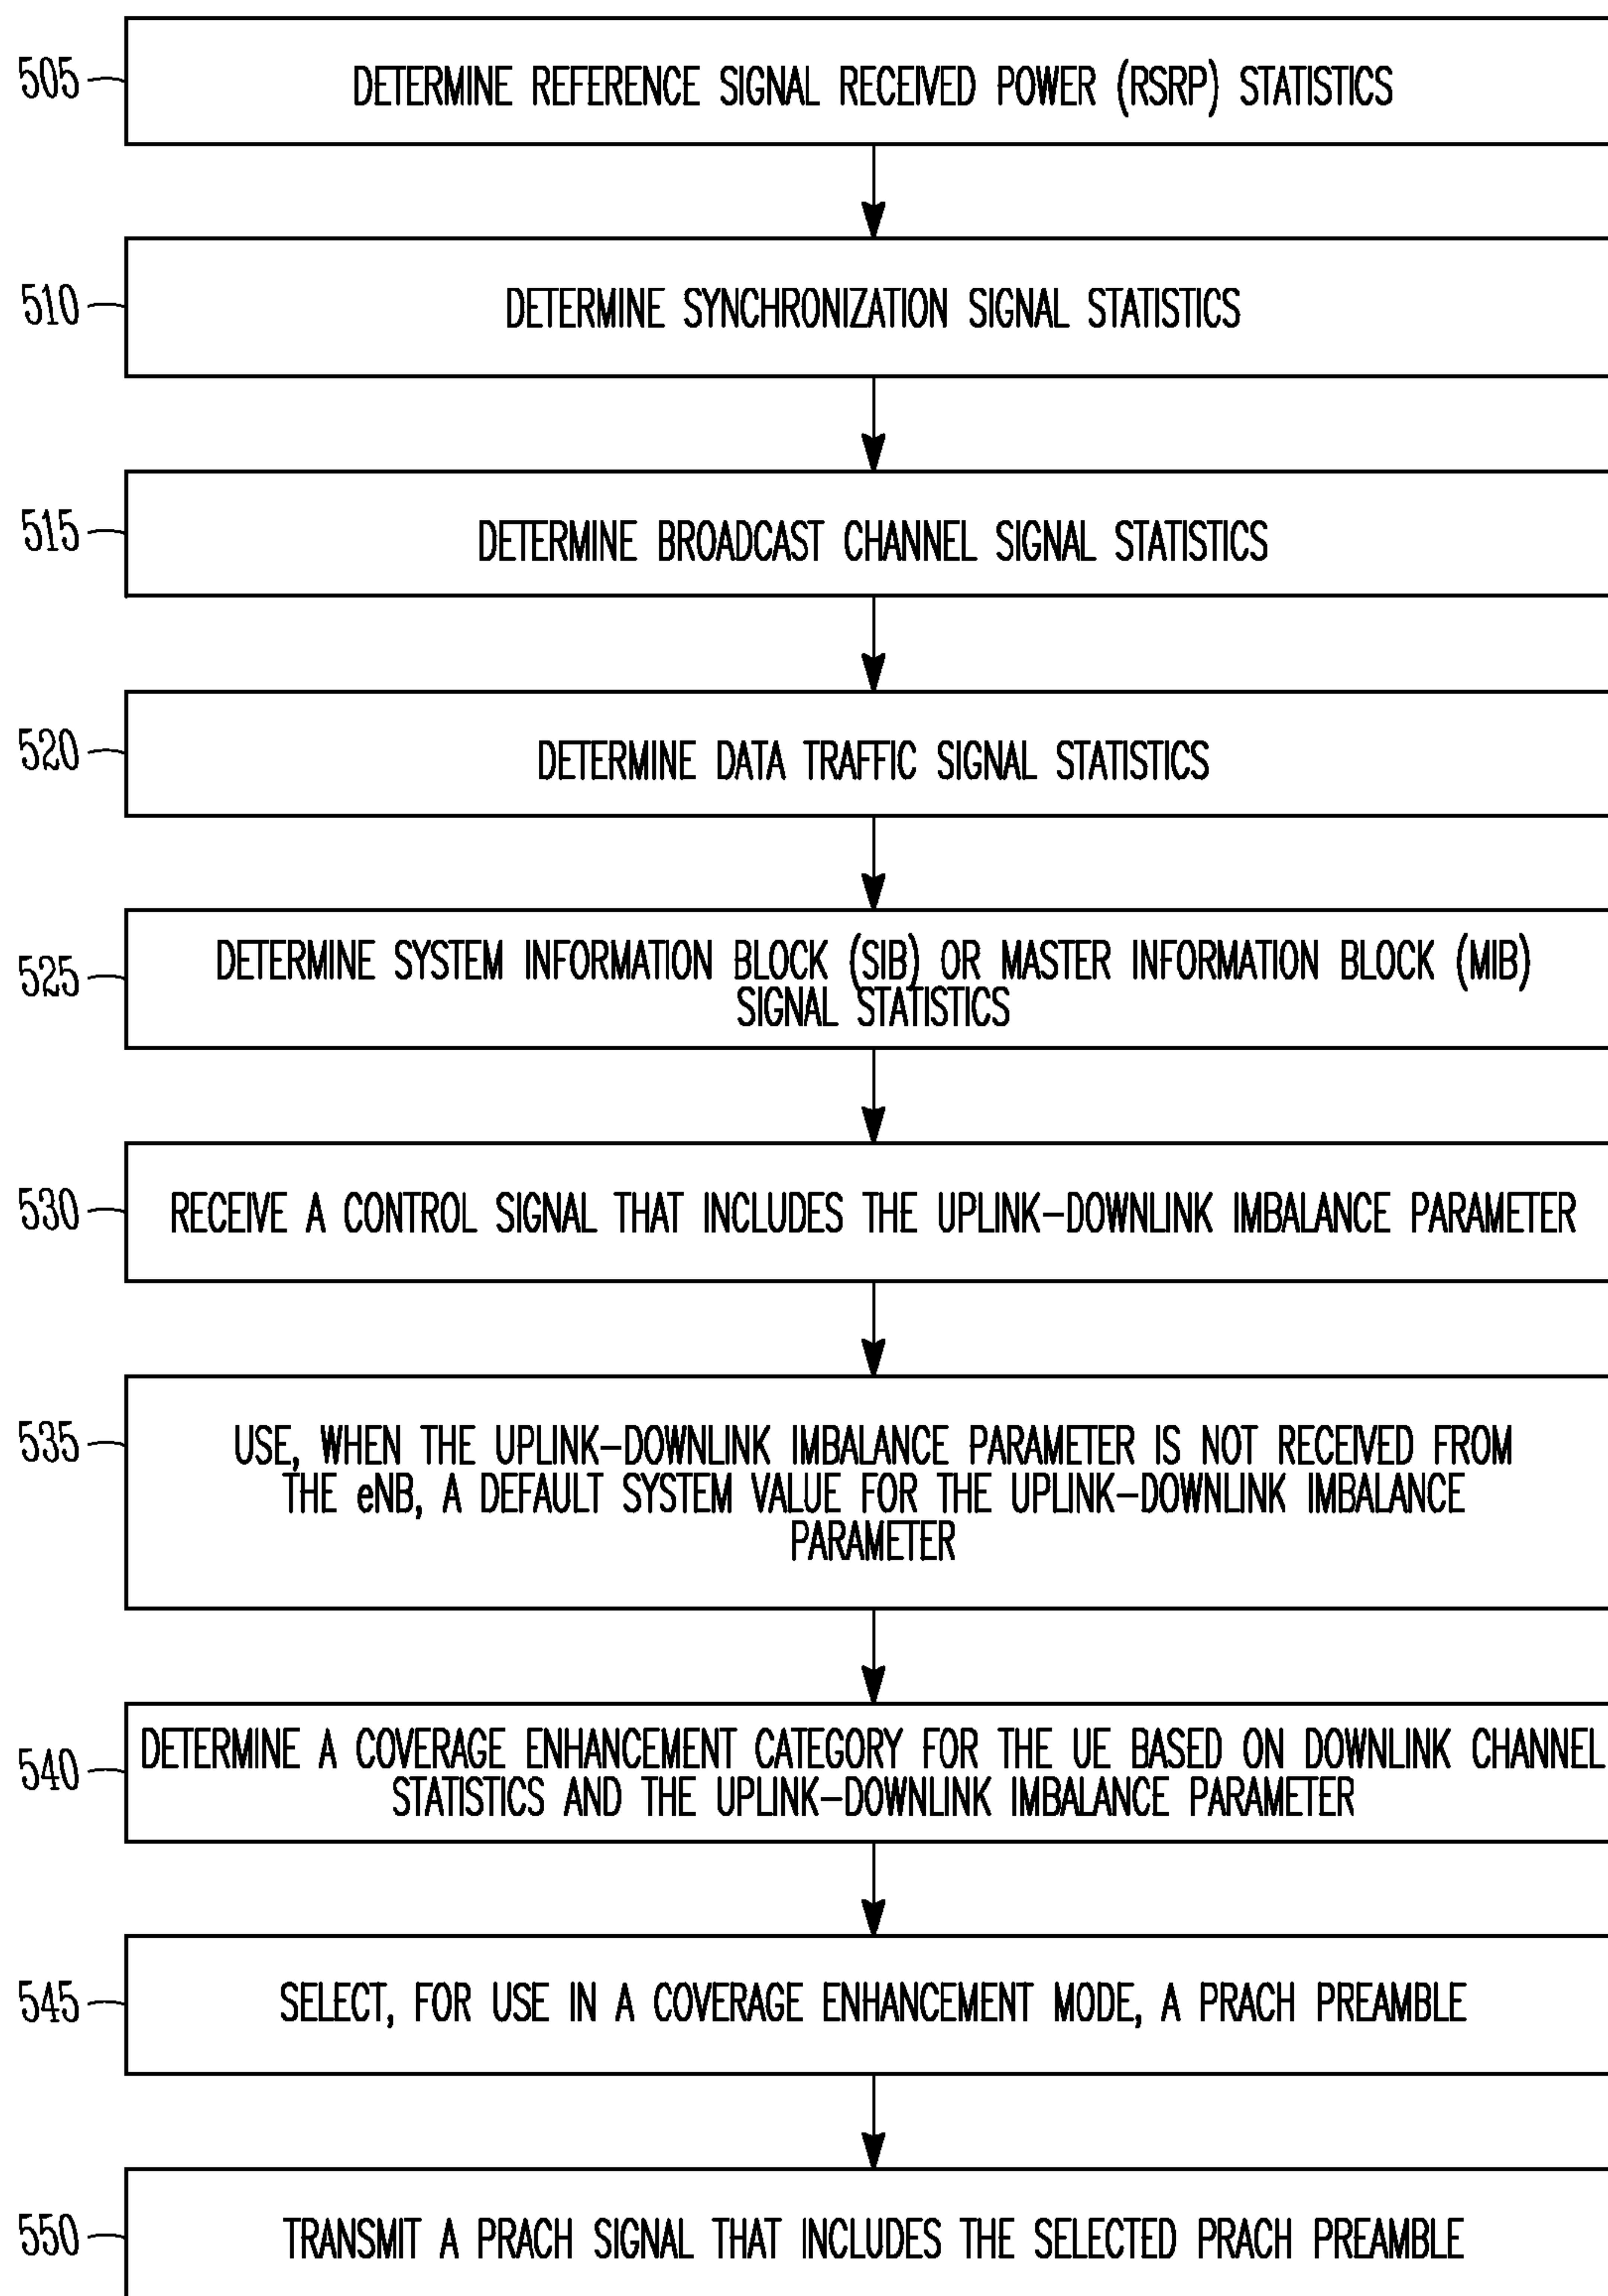 505
DETERMINE REFERENCE SIGNAL RECEIVED POWER (RSRP) STATISTICS
510
DETERMINE SYNCHRONIZATION SIGNAL STATISTICS
515
DETERMINE BROADCAST CHANNEL SIGNAL STATISTICS
520
DETERMINE DATA TRAFFIC SIGNAL STATISTICS
525
DETERMINE SYSTEM INFORMATION BLOCK (SIB) OR MASTER INFORMATION BLOCK (MIB)
SIGNAL STATISTICS
530
RECEIVE A CONTROL SIGNAL THAT INCLUDES THE UPLINK-DOWNLINK IMBALANCE PARAMETER
535
USE, WHEN THE UPLINK-DOWNLINK IMBALANCE PARAMETER IS NOT RECEIVED FROM
THE eNB, A DEFAULT SYSTEM VALUE FOR THE UPLINK-DOWNLINK IMBALANCE
PARAMETER
540
DETERMINE A COVERAGE ENHANCEMENT CATEGORY FOR THE UE BASED ON DOWNLINK CHANNEL
STATISTICS AND THE UPLINK-DOWNLINK IMBALANCE PARAMETER
545
SELECT, FOR USE IN A COVERAGE ENHANCEMENT MODE, A PRACH PREAMBLE
550
TRANSMIT A PRACH SIGNAL THAT INCLUDES THE SELECTED PRACH PREAMBLE